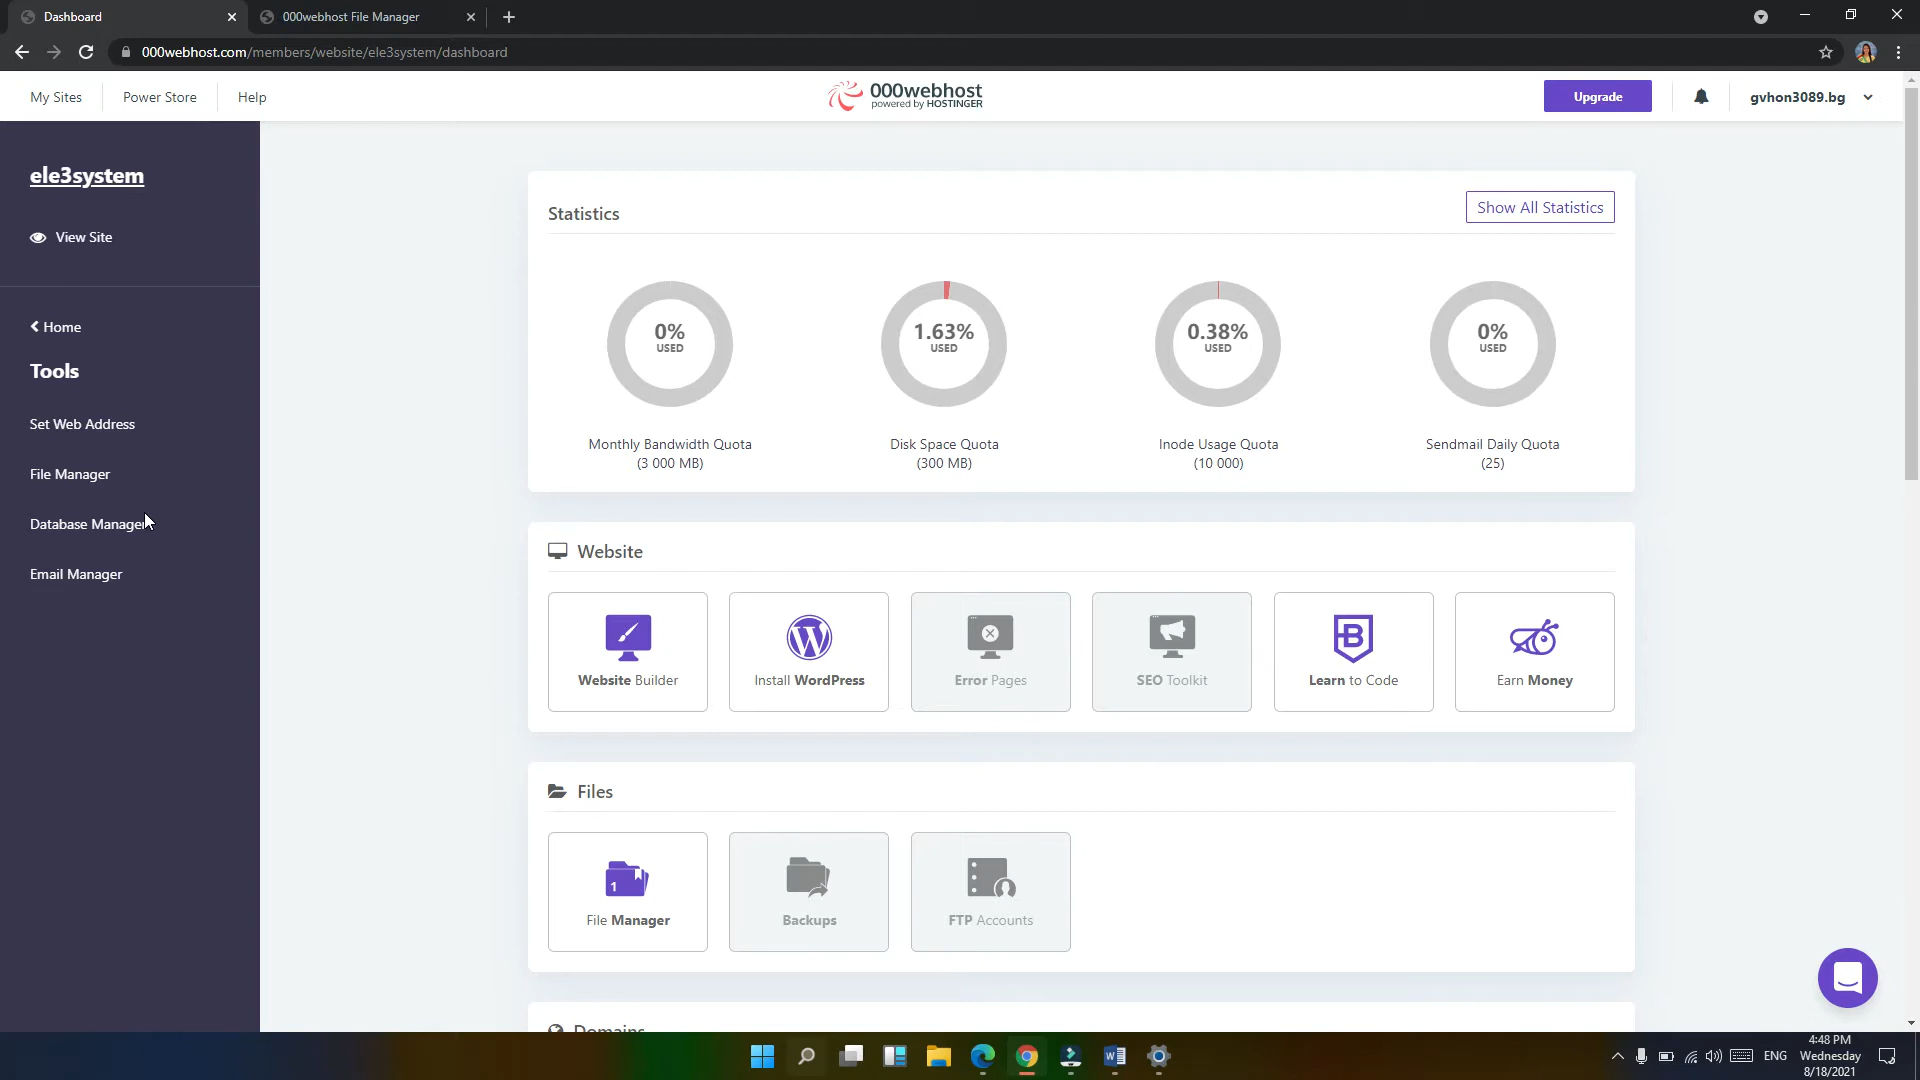 Dashboard
000webhost File Manager
000webhost.com/members/website/ele3system/dashboard
My Sites
Power Store
Help
000webhost
powered by HOSTINGER
Upgrade
gvhon3089.bg
ele3system
View Site
Home
Tools
Set Web Address
File Manager
Database Manager
Email Manager
Statistics
Show All Statistics
0%
USED
1.63%
USED
0.38%
USED
0%
USED
Monthly Bandwidth Quota
(3 000 MB)
Disk Space Quota
(300 MB)
Inode Usage Quota
(10 000)
Sendmail Daily Quota
(25)
Website
Website Builder
Install WordPress
Error Pages
SEO Toolkit
Learn to Code
Earn Money
Files
1
File Manager
Backups
FTP Accounts
Domains
ENG
4:48 PM
Wednesday
8/18/2021